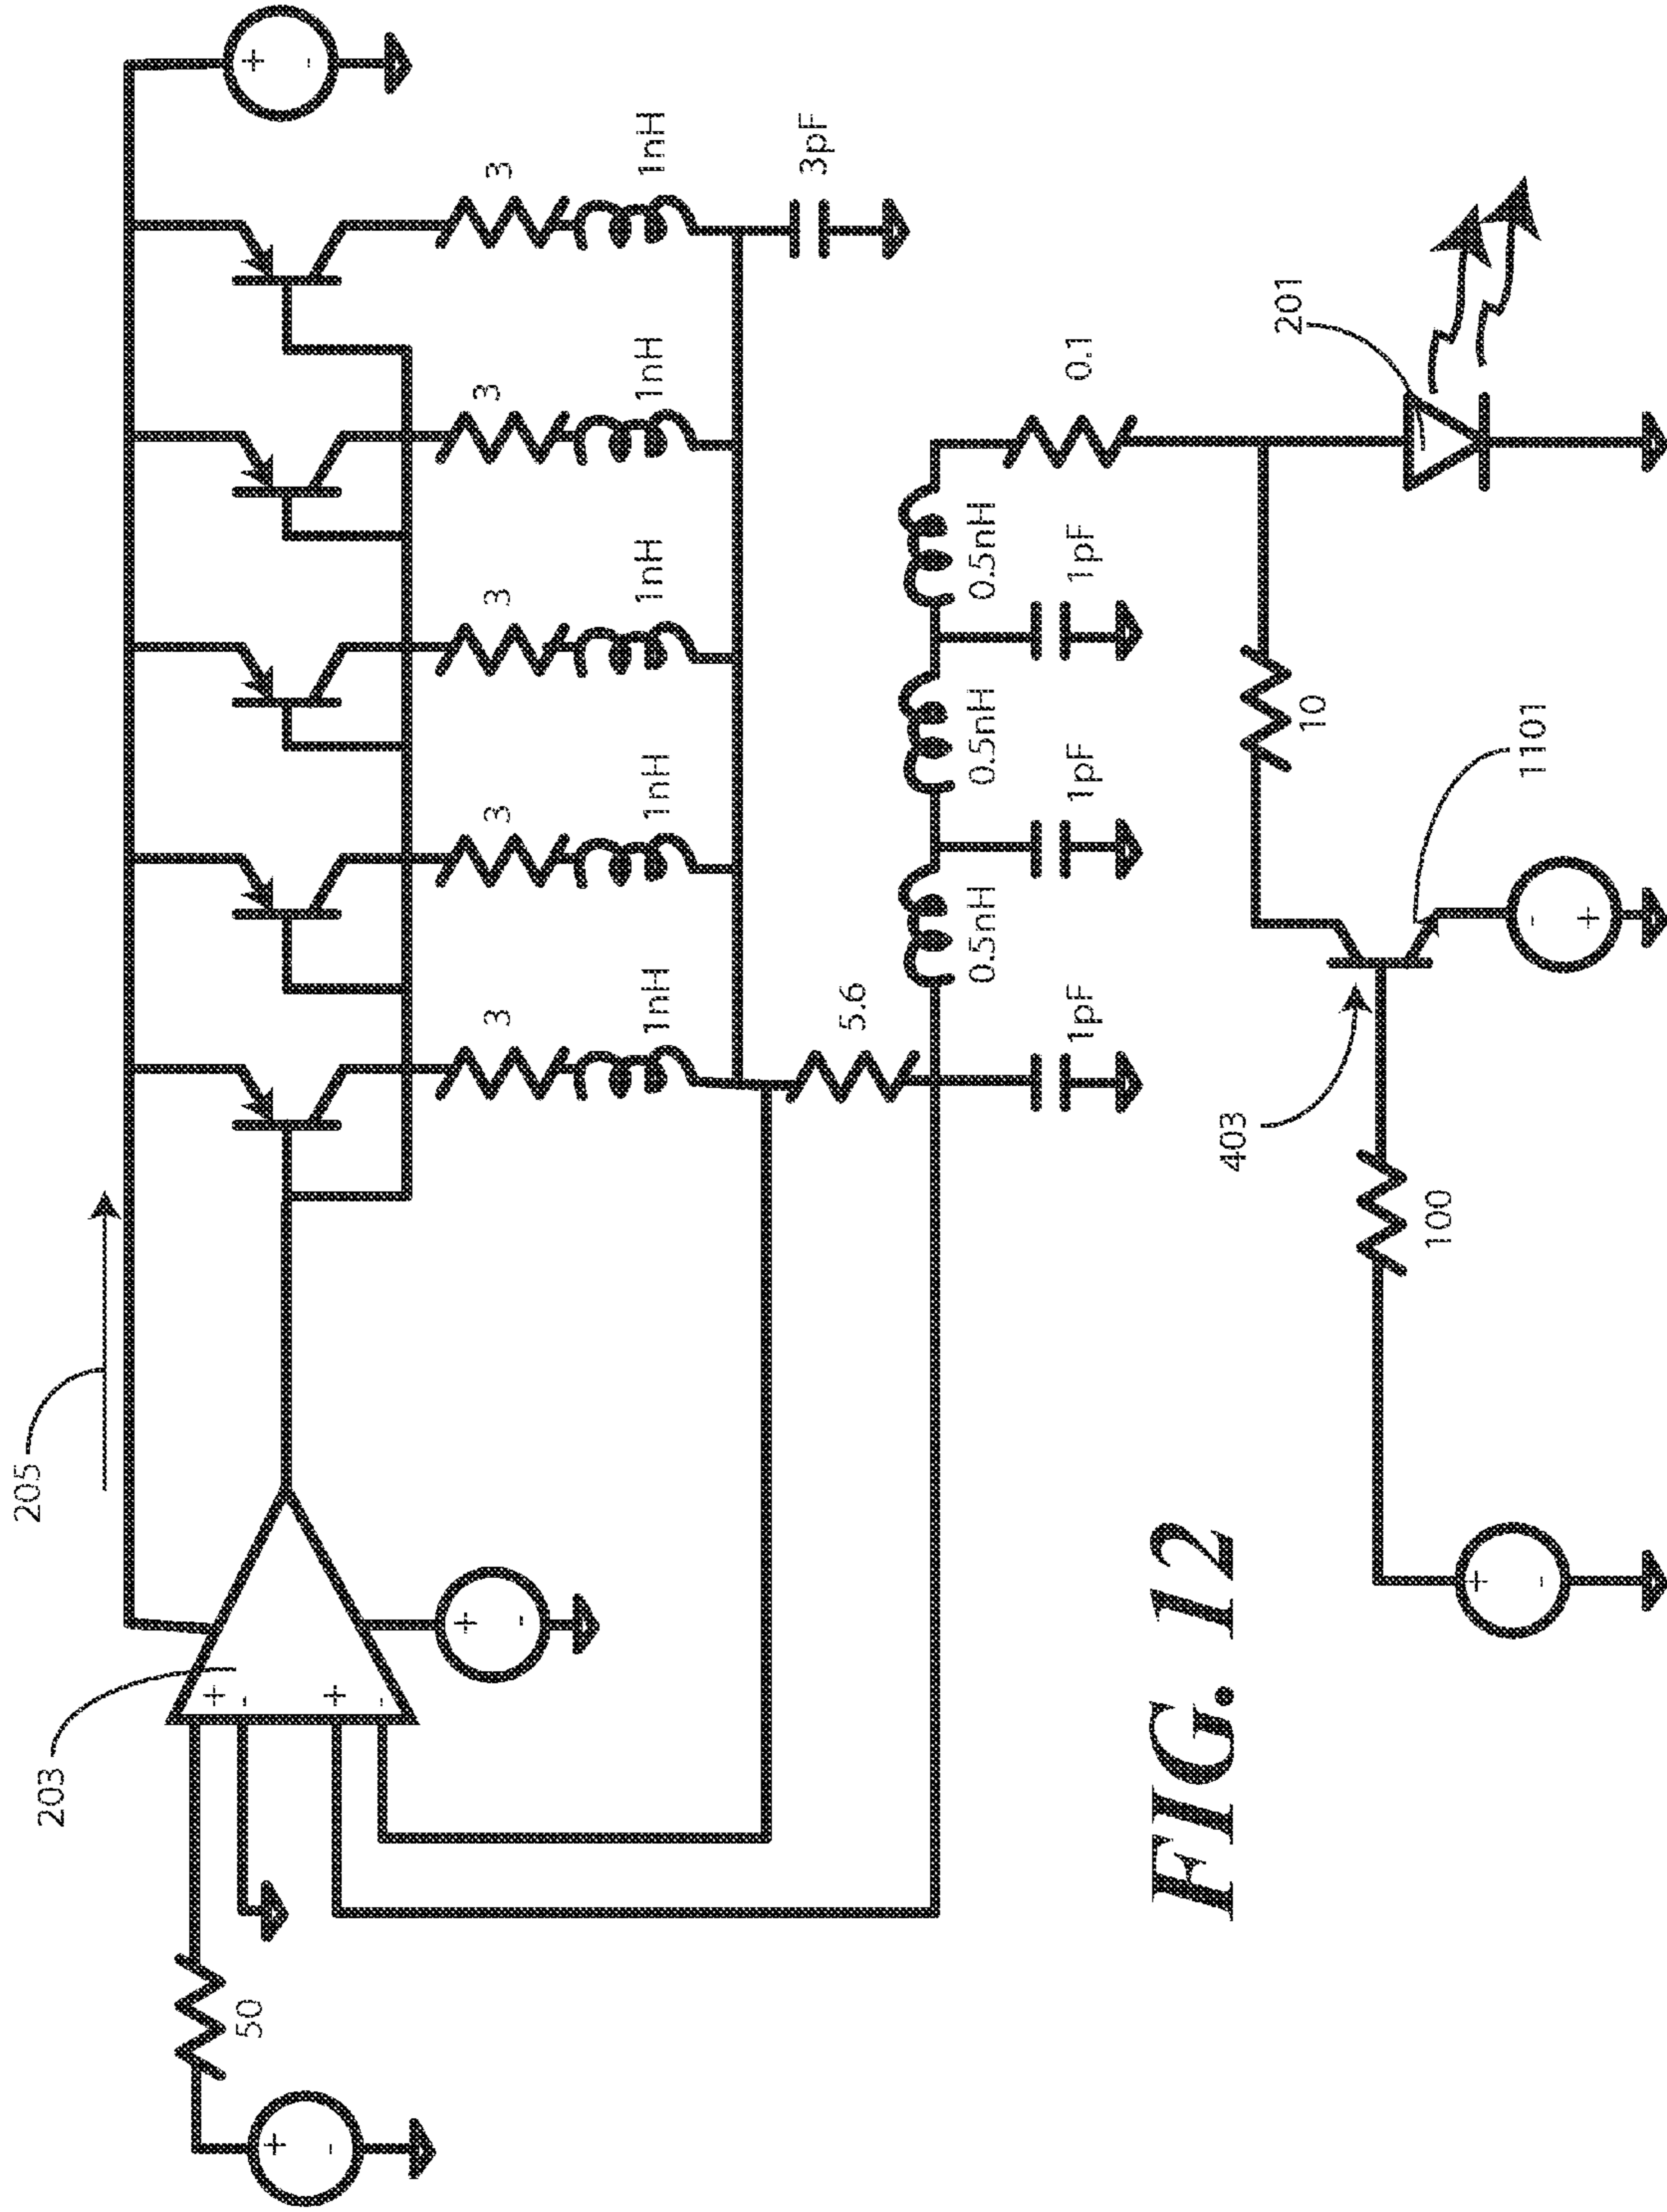 205
203
+
-
+
-
50
+
-
+
-
+
-
3
3
3
3
3
1nH
1nH
1nH
1nH
1nH
3pF
5.6
0.5nH
0.5nH
0.5nH
0.1
1pF
1pF
1pF
201
10
403
1101
100
-
+
+
-
FIG. 12